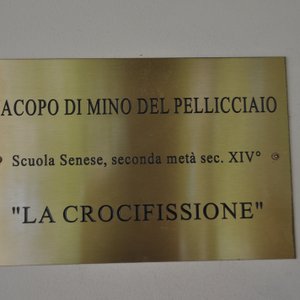 ACOPO DI MINO DEL PELLICCIAIO
Scuola Senese, seconda metà sec. XIV°
"LA CROCIFISSIONE"